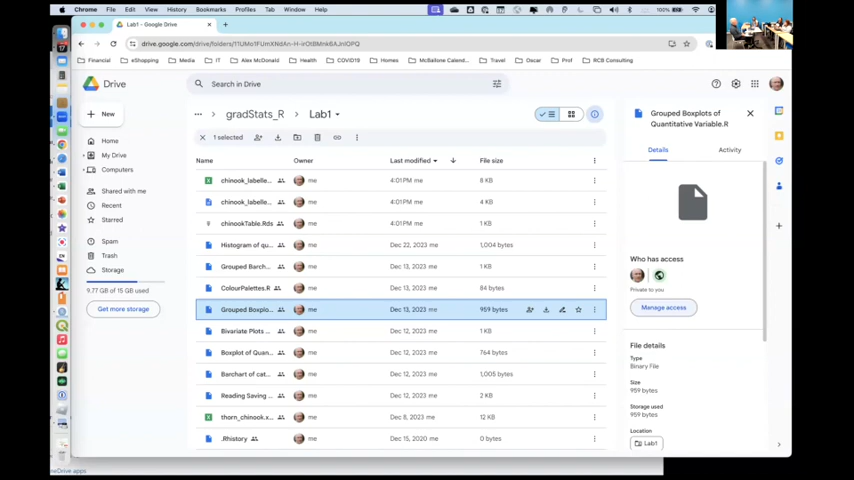 Chrome File Edit View History Bookmarks Profiles Tab Window Help
100%
Lab1 - Google Drive
drive.google.com/drive/folders/
Financial eShopping Media IT Alex McDonald Health COVID19 Homes McBallone Calend... Travel Oscar Prof RCB Consulting
Drive
Search in Drive
New
gradStats_R
Lab1
Grouped Boxplots of
Quantitative Variable.R
1 selected
Home
My Drive
Computers
Shared with me
Recent
Starred
Spam
Trash
Storage
9.77 GB of 15 GB used
Get more storage
Name Owner Last modified File size
chinook_labelle... me 4:01 PM me 8 KB
chinook_labelle... me 4:01 PM me 4 KB
chinookTable.Rds me 4:01 PM me 1 KB
Histogram of qu... me Dec 22, 2023 me 1,004 bytes
Grouped Barch... me Dec 13, 2023 me 1 KB
ColourPalettes.R me Dec 13, 2023 me 84 bytes
Grouped Boxplo... me Dec 13, 2023 me 959 bytes
Bivariate Plots ... me Dec 12, 2023 me 1 KB
Boxplot of Quan... me Dec 12, 2023 me 764 bytes
Barchart of cat... me Dec 12, 2023 me 1,005 bytes
Reading Saving ... me Dec 12, 2023 me 2 KB
thorn_chinook.x... me Dec 8, 2023 me 12 KB
.Rhistory me Dec 15, 2020 me 0 bytes
Details Activity
Who has access
Private to you
Manage access
File details
Type
Binary File
Size
959 bytes
Storage used
959 bytes
Location
Lab1
neDrive apps